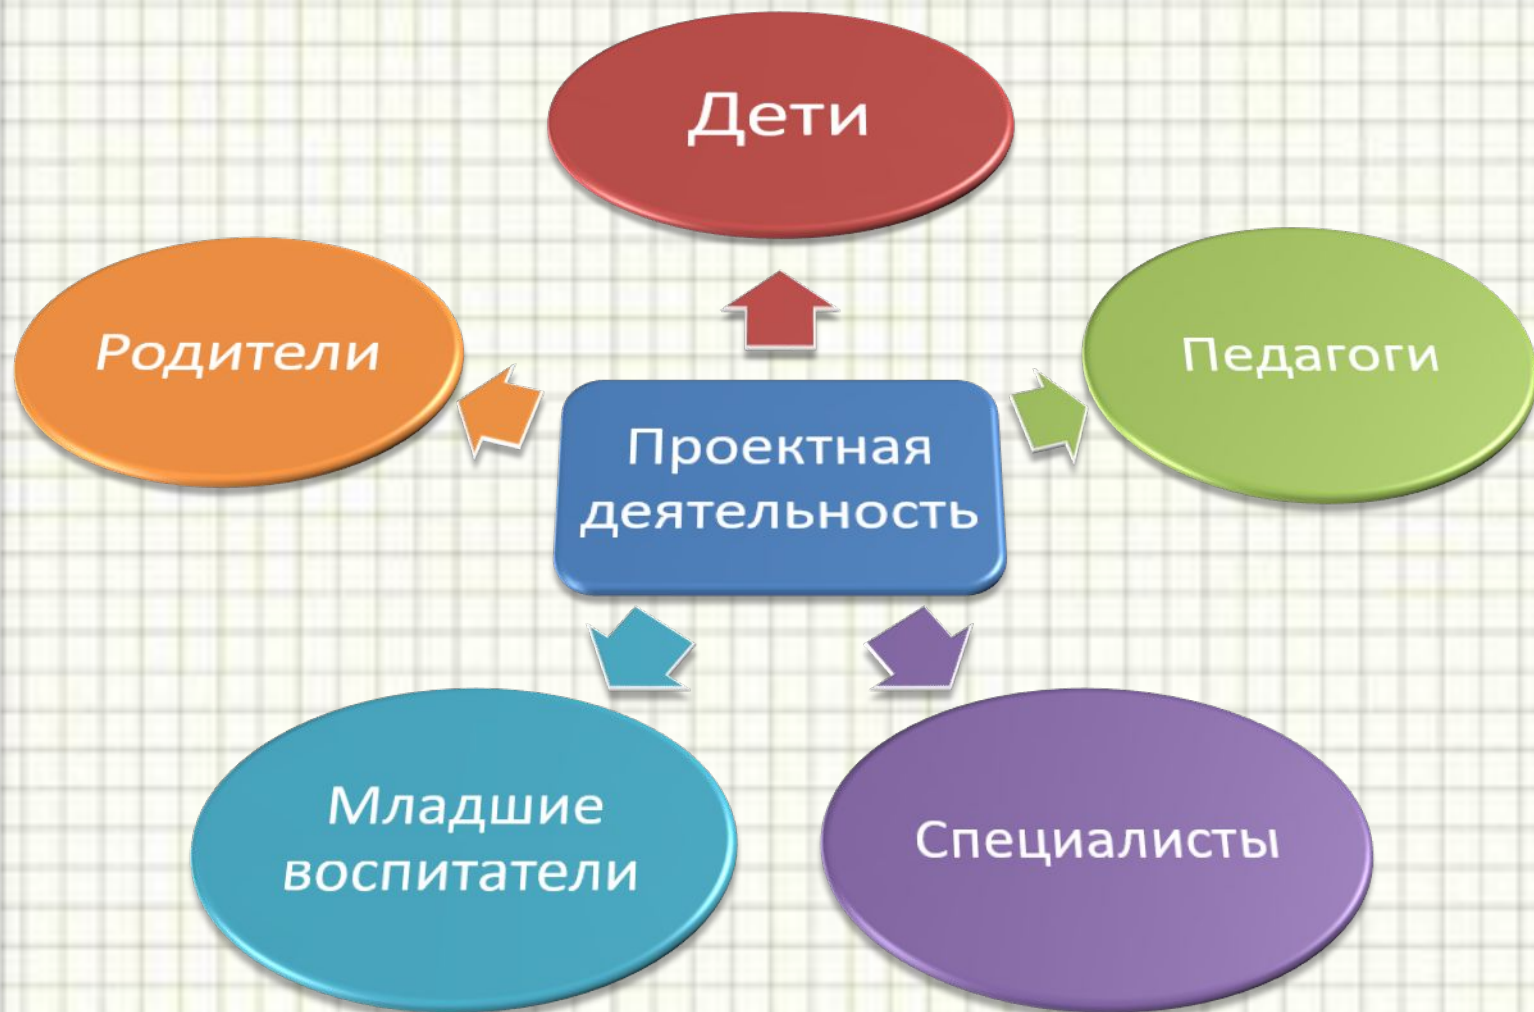 Дети
Родители
Педагоги
Проектная
деятельность
Младшие
воспитатели
Специалисты